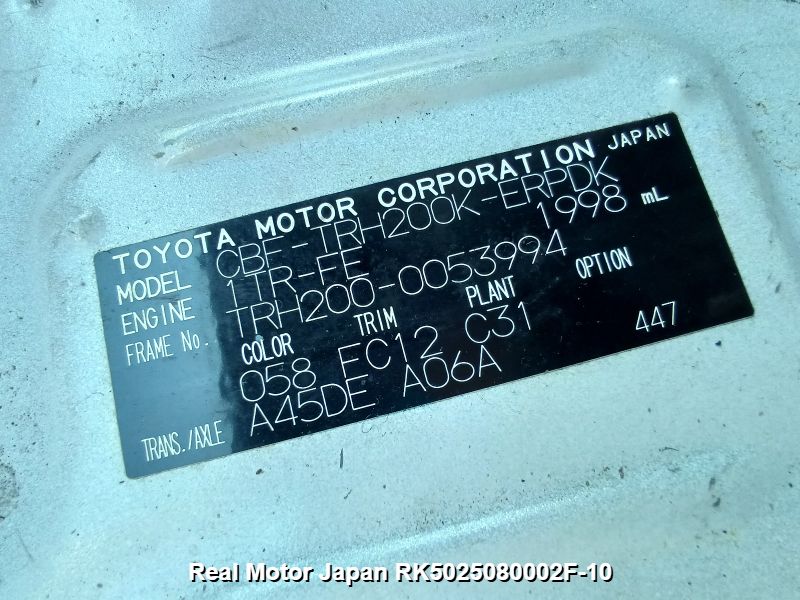 TOYOTA MOTOR CORPORATION JAPAN
MODEL CBF-TRH200K-ERPDK
ENGINE 1TR-FE 1998 mL
FRAME No. TRH200-0053994
COLOR TRIM PLANT OPTION
058 FC12 C31
TRANS./AXLE A45DE A06A 447
Real Motor Japan RK5025080002F-10